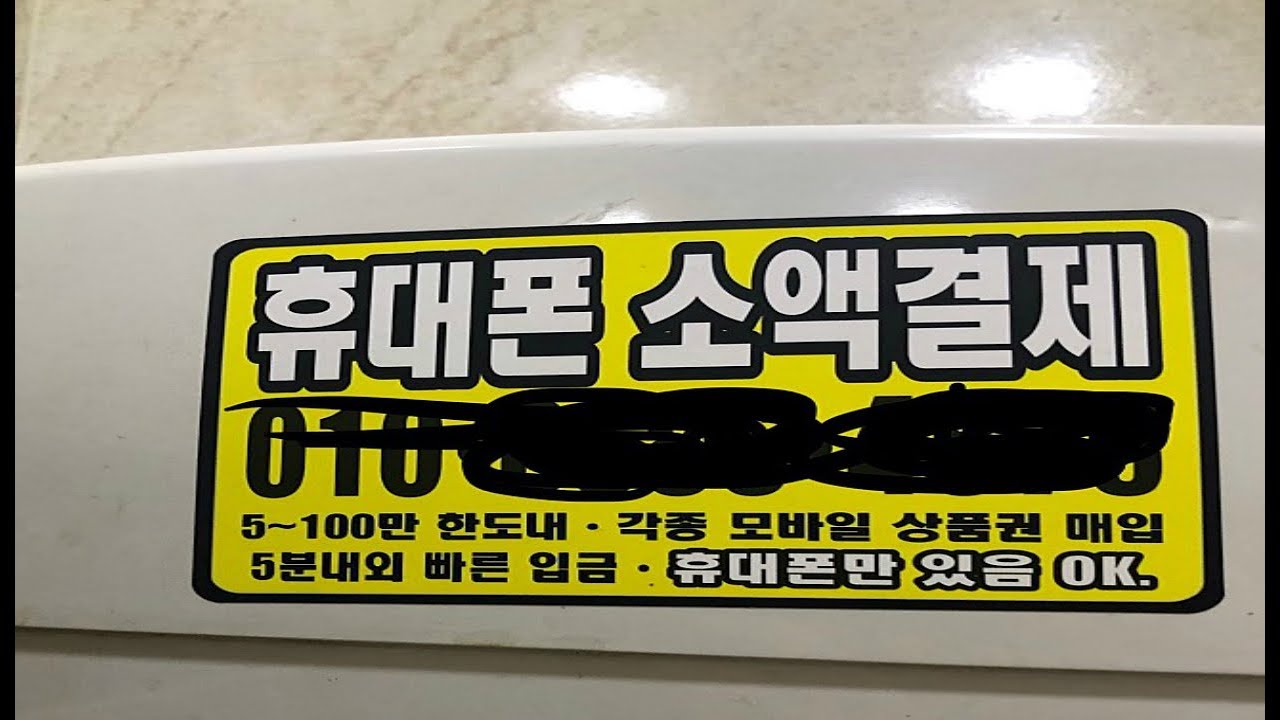 휴대폰 소액결제
010
5~100만 한도내 · 각종 모바일 상품권 매입
5분내외 빠른 입금 · 휴대폰만 있음 OK.